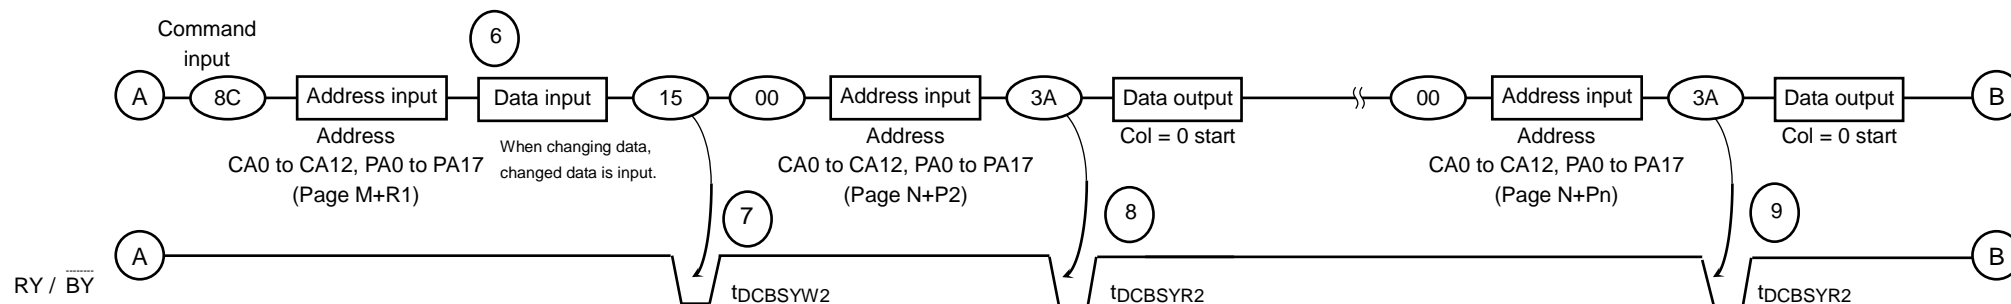 Command
input
6
A
8C
Address input
Data input
15
00
Address input
3A
Data output
00
Address input
3A
Data output
B
Address
CA0 to CA12, PA0 to PA17
(Page M+R1)
When changing data,
changed data is input.
Address
CA0 to CA12, PA0 to PA17
(Page N+P2)
Col = 0 start
Address
CA0 to CA12, PA0 to PA17
(Page N+Pn)
Col = 0 start
7
8
9
A
B
RY / BY
tDCBSYW2
tDCBSYR2
tDCBSYR2